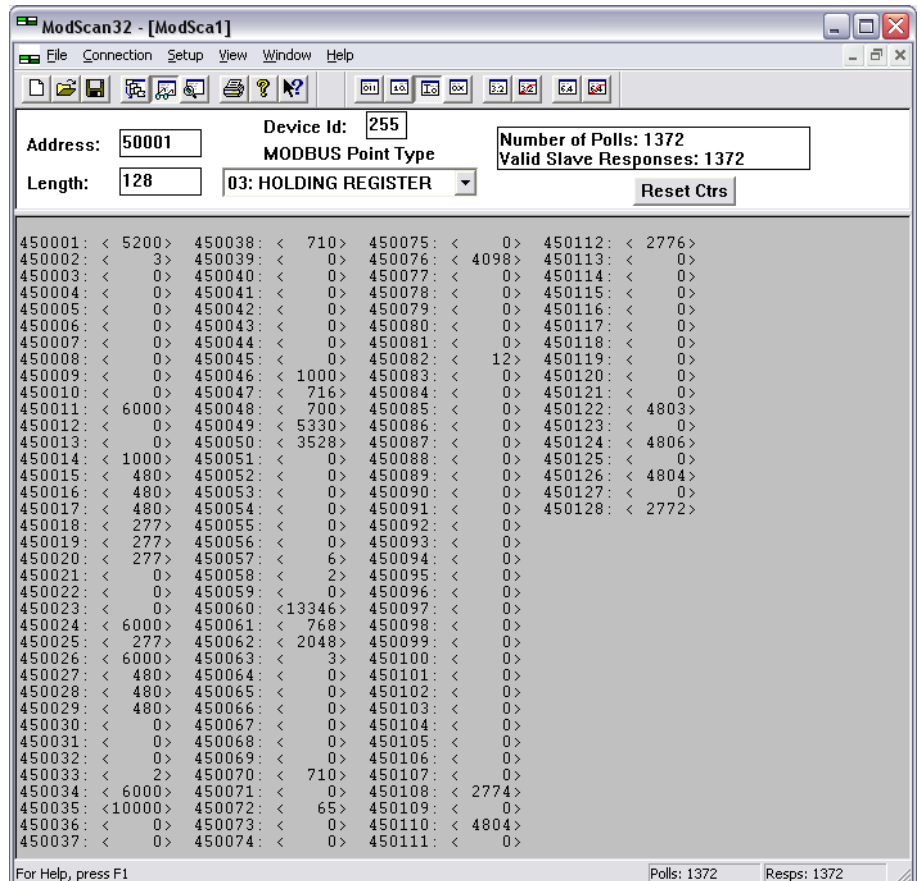 ModScan32 - [ModSca1]
File Connection Setup View Window Help
Address: 50001
Device Id: 255
MODBUS Point Type
Length: 128
03: HOLDING REGISTER
Number of Polls: 1372
Valid Slave Responses: 1372
Reset Ctrs
450001: < 5200> 450038: < 710> 450075: < 0> 450112: < 2776>
450002: < 3> 450039: < 0> 450076: < 4098> 450113: < 0>
450003: < 0> 450040: < 0> 450077: < 0> 450114: < 0>
450004: < 0> 450041: < 0> 450078: < 0> 450115: < 0>
450005: < 0> 450042: < 0> 450079: < 0> 450116: < 0>
450006: < 0> 450043: < 0> 450080: < 0> 450117: < 0>
450007: < 0> 450044: < 0> 450081: < 0> 450118: < 0>
450008: < 0> 450045: < 0> 450082: < 12> 450119: < 0>
450009: < 0> 450046: < 1000> 450083: < 0> 450120: < 0>
450010: < 0> 450047: < 716> 450084: < 0> 450121: < 0>
450011: < 6000> 450048: < 700> 450085: < 0> 450122: < 4803>
450012: < 0> 450049: < 5330> 450086: < 0> 450123: < 0>
450013: < 0> 450050: < 3528> 450087: < 0> 450124: < 4806>
450014: < 1000> 450051: < 0> 450088: < 0> 450125: < 0>
450015: < 480> 450052: < 0> 450089: < 0> 450126: < 4804>
450016: < 480> 450053: < 0> 450090: < 0> 450127: < 0>
450017: < 480> 450054: < 0> 450091: < 0> 450128: < 2772>
450018: < 277> 450055: < 0> 450092: < 0>
450019: < 277> 450056: < 0> 450093: < 0>
450020: < 277> 450057: < 6> 450094: < 0>
450021: < 0> 450058: < 2> 450095: < 0>
450022: < 0> 450059: < 0> 450096: < 0>
450023: < 0> 450060: <13346> 450097: < 0>
450024: < 6000> 450061: < 768> 450098: < 0>
450025: < 277> 450062: < 2048> 450099: < 0>
450026: < 6000> 450063: < 3> 450100: < 0>
450027: < 480> 450064: < 0> 450101: < 0>
450028: < 480> 450065: < 0> 450102: < 0>
450029: < 480> 450066: < 0> 450103: < 0>
450030: < 0> 450067: < 0> 450104: < 0>
450031: < 0> 450068: < 0> 450105: < 0>
450032: < 0> 450069: < 0> 450106: < 0>
450033: < 2> 450070: < 710> 450107: < 0>
450034: < 6000> 450071: < 0> 450108: < 2774>
450035: <10000> 450072: < 65> 450109: < 0>
450036: < 0> 450073: < 0> 450110: < 4804>
450037: < 0> 450074: < 0> 450111: < 0>
For Help, press F1
Polls: 1372
Resps: 1372